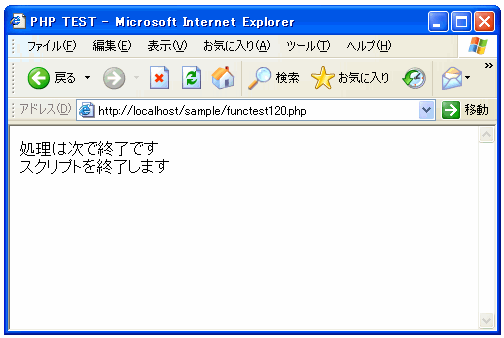 PHP TEST - Microsoft Internet Explorer
ファイル(F) 編集(E) 表示(V) お気に入り(A) ツール(T) ヘルプ(H)
戻る 検索 お気に入り »
アドレス(D) http://localhost/sample/functest120.php 移動
処理は次で終了です
スクリプトを終了します